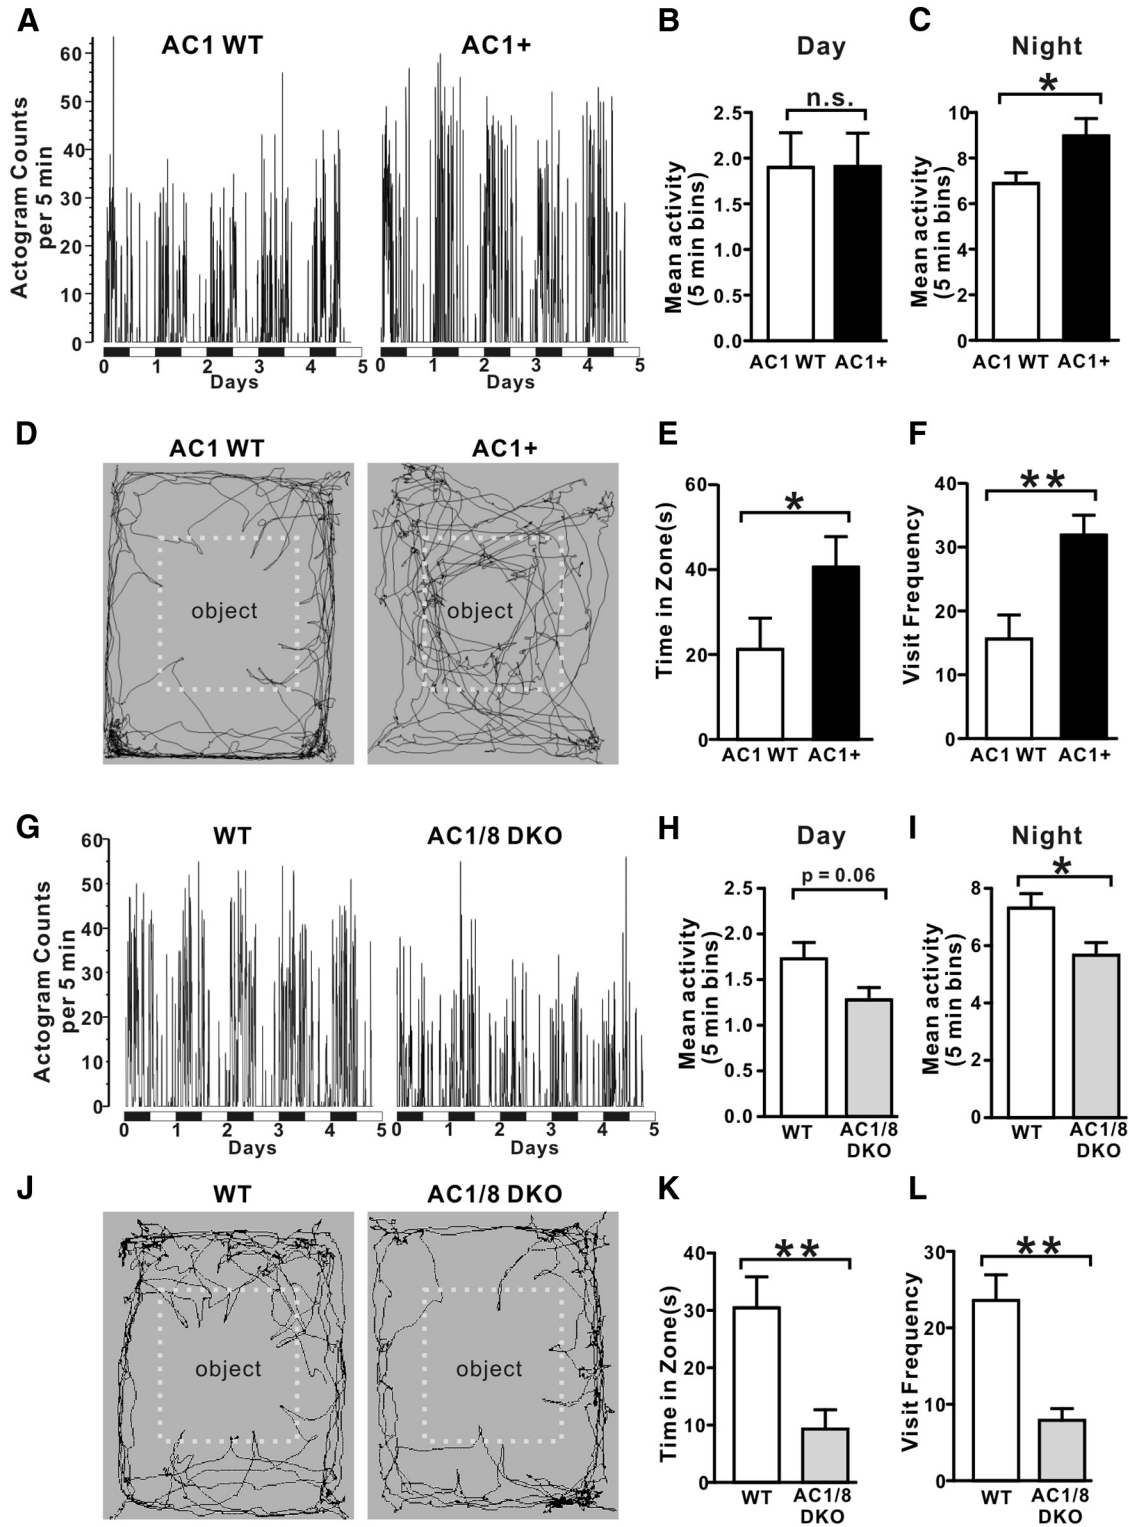 A
AC1 WT
AC1+
Actogram Counts
per 5 min
60
50
40
30
20
10
0
0 1 2 3 4 5
Days
0 1 2 3 4 5
Days
B
Day
n.s.
Mean activity
(5 min bins)
2.5
2.0
1.5
1.0
0.5
0.0
AC1 WT AC1+
C
Night
*
Mean activity
(5 min bins)
10
8
6
4
2
0
AC1 WT AC1+
D
AC1 WT
AC1+
object
object
E
*
Time in Zone(s)
60
40
20
0
AC1 WT AC1+
F
**
Visit Frequency
40
30
20
10
0
AC1 WT AC1+
G
WT
AC1/8 DKO
Actogram Counts
per 5 min
60
50
40
30
20
10
0
0 1 2 3 4 5
Days
0 1 2 3 4 5
Days
H
Day
p = 0.06
Mean activity
(5 min bins)
2.5
2.0
1.5
1.0
0.5
0.0
WT AC1/8
DKO
I
Night
*
Mean activity
(5 min bins)
8
6
4
2
0
WT AC1/8
DKO
J
WT
AC1/8 DKO
object
object
K
**
Time in Zone(s)
40
30
20
10
0
WT AC1/8
DKO
L
**
Visit Frequency
30
20
10
0
WT AC1/8
DKO